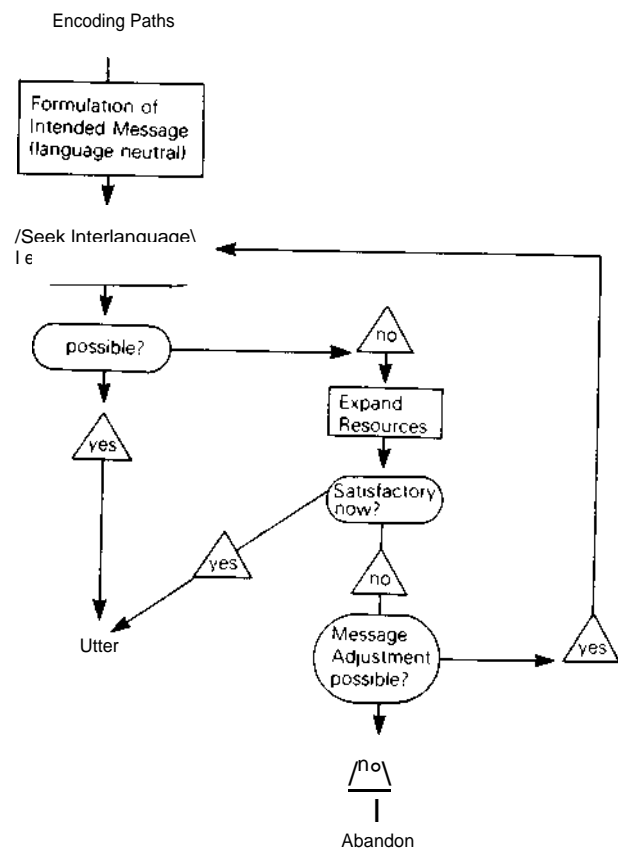 Encoding Paths
Formulation of
Intended Message
(language neutral)
/Seek Interlanguage\
possible?
no
Expand
Resources
yes
Satisfactory
now?
yes
no
Utter
Message
Adjustment
possible?
yes
/no\
Abandon